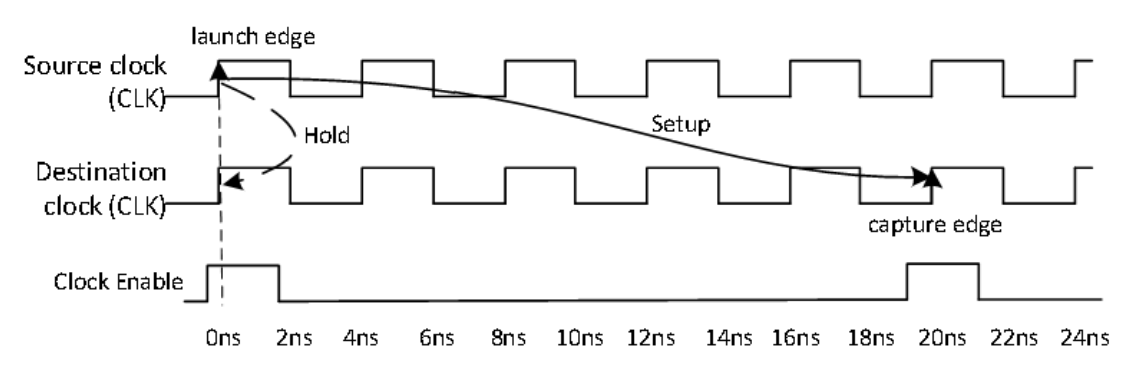 launch edge
Source clock
(CLK)
Hold
Setup
Destination
clock (CLK)
capture edge
Clock Enable
0ns 2ns 4ns 6ns 8ns 10ns 12ns 14ns 16ns 18ns 20ns 22ns 24ns